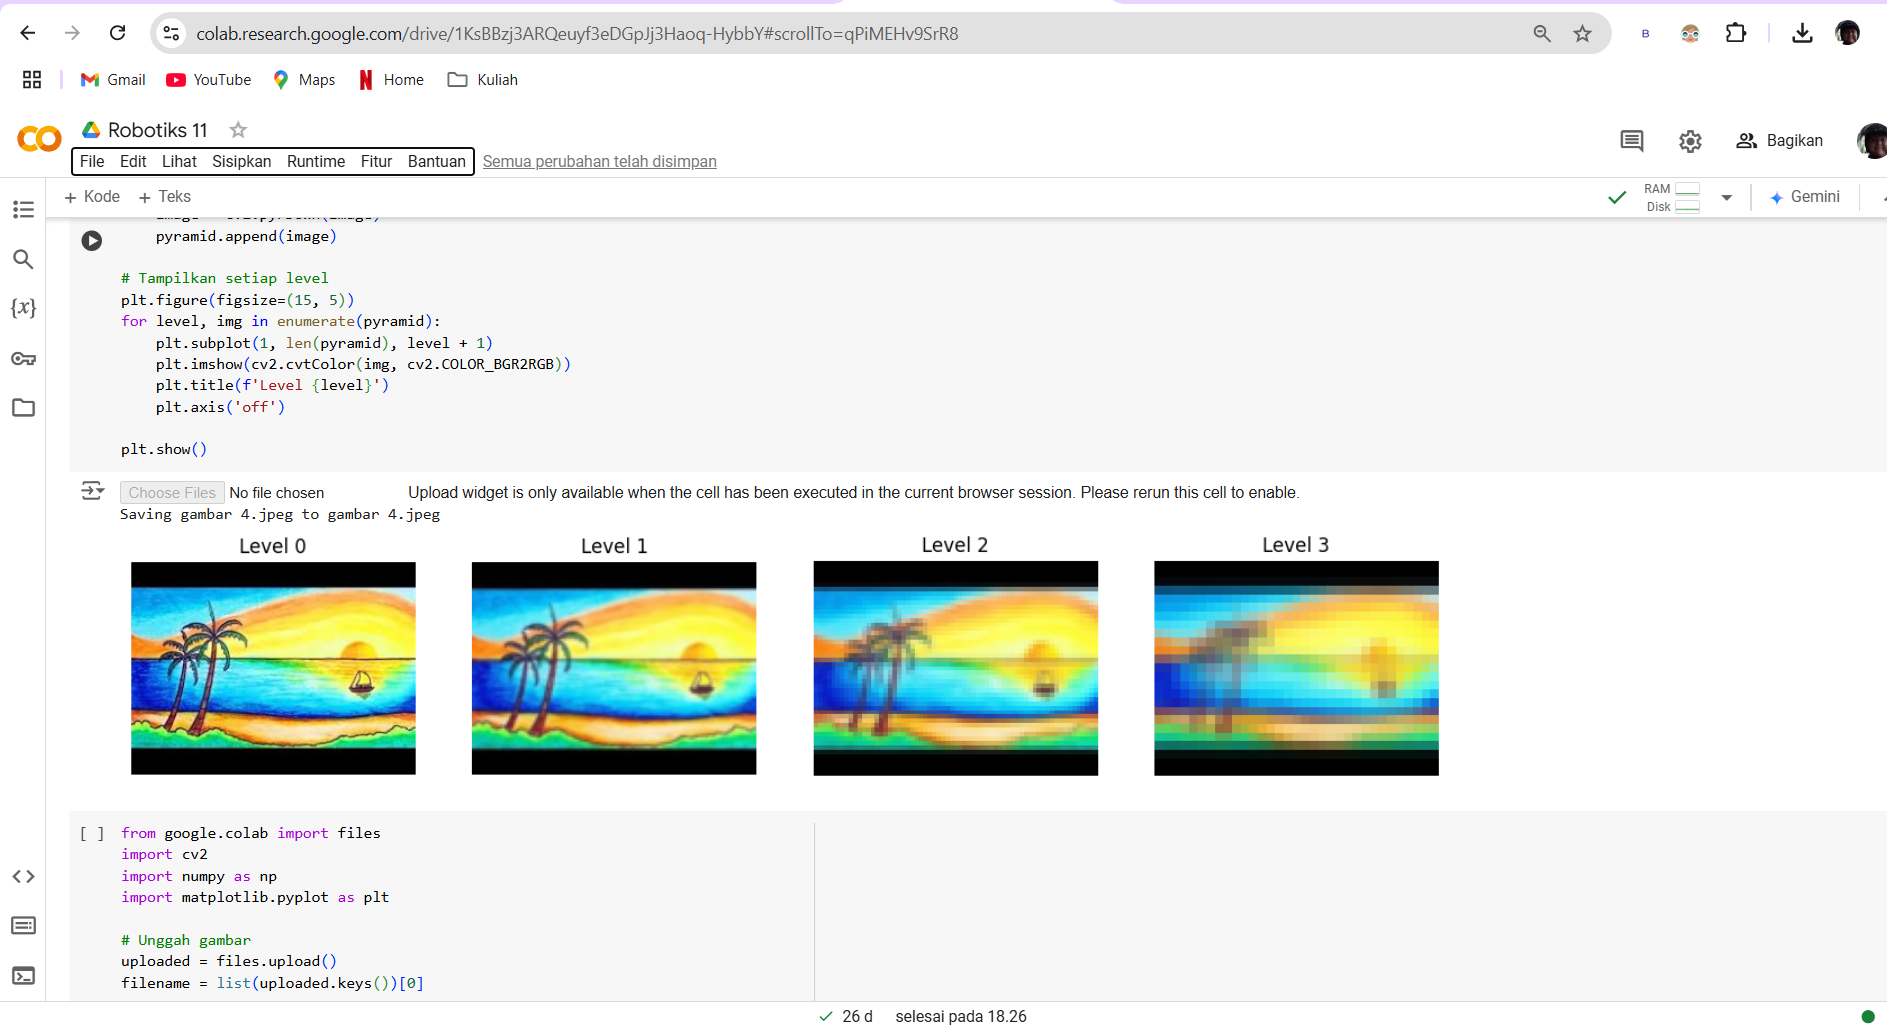 colab.research.google.com/drive/1KsBBzj3ARQeuyf3eDGpJj3Haoq-HybbY#scrollTo=qPiMEHv9SrR8
B
Gmail YouTube Maps Home Kuliah
Robotiks 11
File Edit Lihat Sisipkan Runtime Fitur Bantuan Semua perubahan telah disimpan
Bagikan
+ Kode + Teks
RAM
Disk
Gemini
image = cv2.pyrDown(image)
pyramid.append(image)
# Tampilkan setiap level
plt.figure(figsize=(15, 5))
for level, img in enumerate(pyramid):
plt.subplot(1, len(pyramid), level + 1)
plt.imshow(cv2.cvtColor(img, cv2.COLOR_BGR2RGB))
plt.title(f'Level {level}')
plt.axis('off')
plt.show()
Choose Files No file chosen Upload widget is only available when the cell has been executed in the current browser session. Please rerun this cell to enable.
Saving gambar 4.jpeg to gambar 4.jpeg
Level 0 Level 1 Level 2 Level 3
[ ] from google.colab import files
import cv2
import numpy as np
import matplotlib.pyplot as plt
# Unggah gambar
uploaded = files.upload()
filename = list(uploaded.keys())[0]
26 d selesai pada 18.26